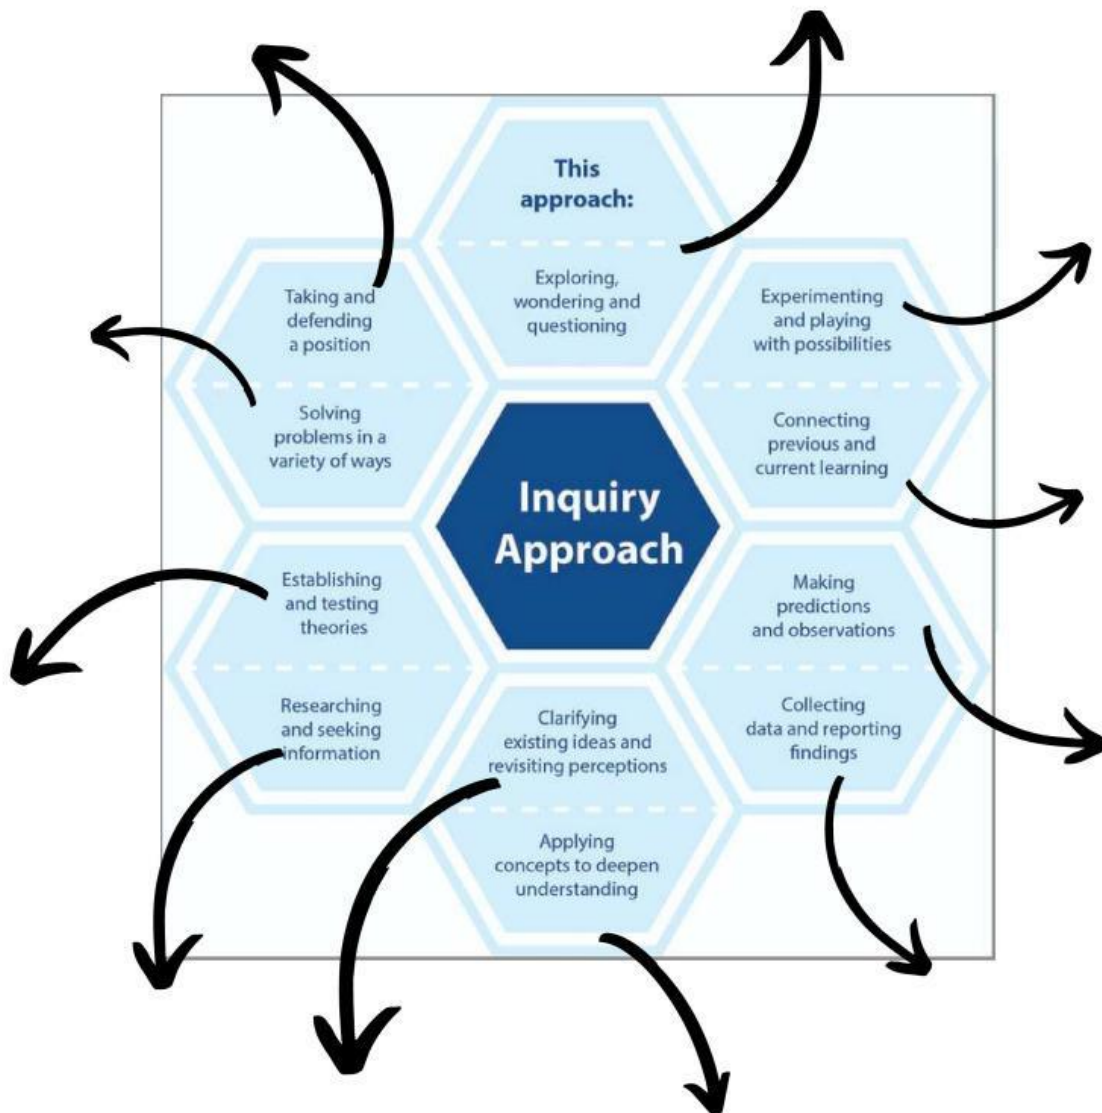 This
approach:
Exploring,
wondering and
questioning
Experimenting
and playing
with possibilities
Connecting
previous and
current learning
Making
predictions
and observations
Collecting
data and reporting
findings
Clarifying
existing ideas and
revisiting perceptions
Applying
concepts to deepen
understanding
Establishing
and testing
theories
Researching
and seeking
information
Taking and
defending
a position
Solving
problems in a
variety of ways
Inquiry
Approach